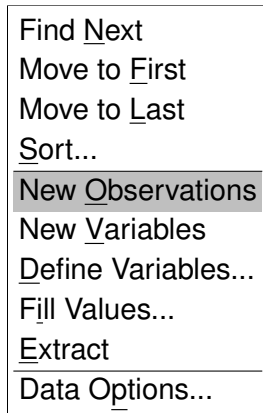 Find Next
Move to First
Move to Last
Sort...
New Observations
New Variables
Define Variables...
Fill Values...
Extract
Data Options...